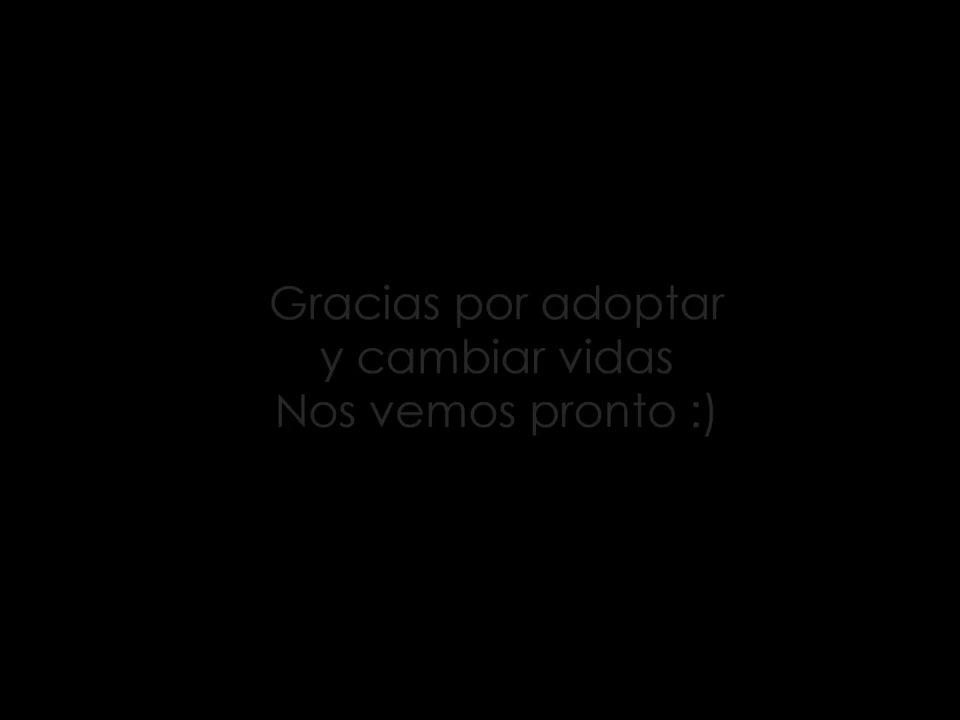 Gracias por adoptar
y cambiar vidas
Nos vemos pronto :)